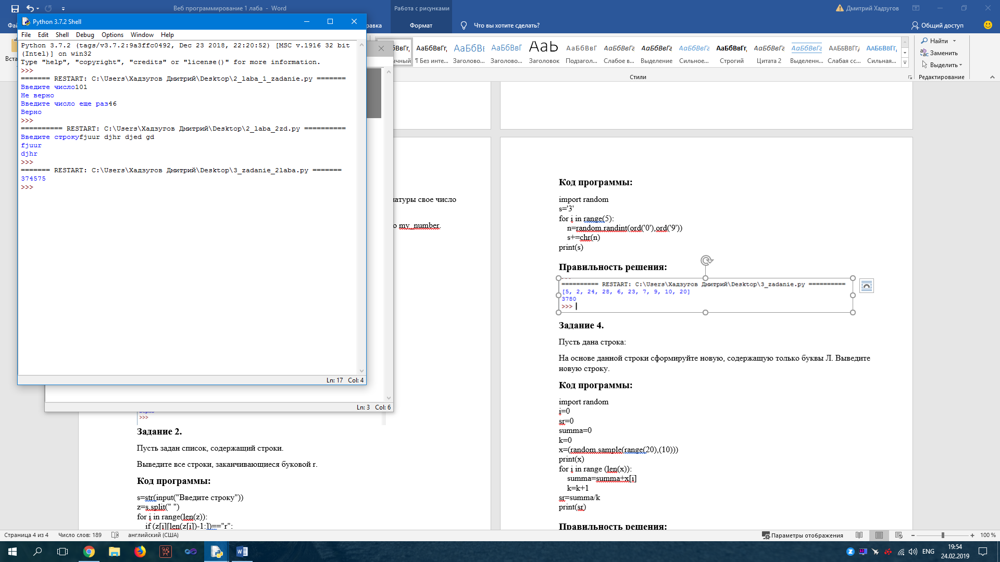 Веб программирование 1 лаба - Word
Работа с рисунками
Дмитрий Хадзугов
Формат
Что вы хотите сделать?
Общий доступ
Python 3.7.2 Shell
File Edit Shell Debug Options Window Help
Python 3.7.2 (tags/v3.7.2:9a3ffc0492, Dec 23 2018, 22:20:52) [MSC v.1916 32 bit
(Intel)] on win32
Type "help", "copyright", "credits" or "license()" for more information.
>>>
======= RESTART: C:\Users\Хадзугов Дмитрий\Desktop\2_laba_1_zadanie.py =======
Введите число101
Не верно
Введите число еще раз46
Верно
>>>
========== RESTART: C:\Users\Хадзугов Дмитрий\Desktop\2_laba_2zd.py ==========
Введите строкуfjuur djhr djed gd
fjuur
djhr
>>>
======= RESTART: C:\Users\Хадзугов Дмитрий\Desktop\3_zadanie_2laba.py =======
374575
>>>
Ln: 17 Col: 4
Ln: 3 Col: 6
АаБбВвГг, АаБбВвГг, АаБбВв АаБбВвГ АаБ АаБбВвГ АаБбВвГг АаБбВвГг АаБбВвГг АаБбВвГг, АаБбВвГг АаБбВвГг ААББВВГГ ААББВВГГ
¶ Без инте... Заголово... Заголово... Заголовок Подзагол... Слабое в... Выделение Сильное... Строгий Цитата 2 Выделенн... Слабая сс... Сильная...
Стили
Найти
Заменить
Выделить
Редактирование
свое число
my_number.
>>>
Задание 2.
Пусть задан список, содержащий строки.
Выведите все строки, заканчивающиеся буковой r.
Код программы:
s=str(input("Введите строку"))
z=s.split(" ")
for i in range(len(z)):
if (z[i][len(z[i])-1:])=="r":
Код программы:
import random
s='3'
for i in range(5):
n=random.randint(ord('0'),ord('9'))
s+=chr(n)
print(s)
Правильность решения:
========== RESTART: C:\Users\Хадзугов Дмитрий\Desktop\3_zadanie.py ==========
[5, 2, 24, 28, 6, 23, 7, 9, 10, 20]
3780
>>>
Задание 4.
Пусть дана строка:
На основе данной строки сформируйте новую, содержащую только буквы Л. Выведите
новую строку.
Код программы:
import random
i=0
sr=0
summa=0
k=0
x=(random.sample(range(20),(10)))
print(x)
for i in range (len(x)):
summa=summa+x[i]
k=k+1
sr=summa/k
print(sr)
Правильность решения:
Страница 4 из 4 Число слов: 189 английский (США)
Параметры отображения
100 %
ENG
19:54
24.02.2019